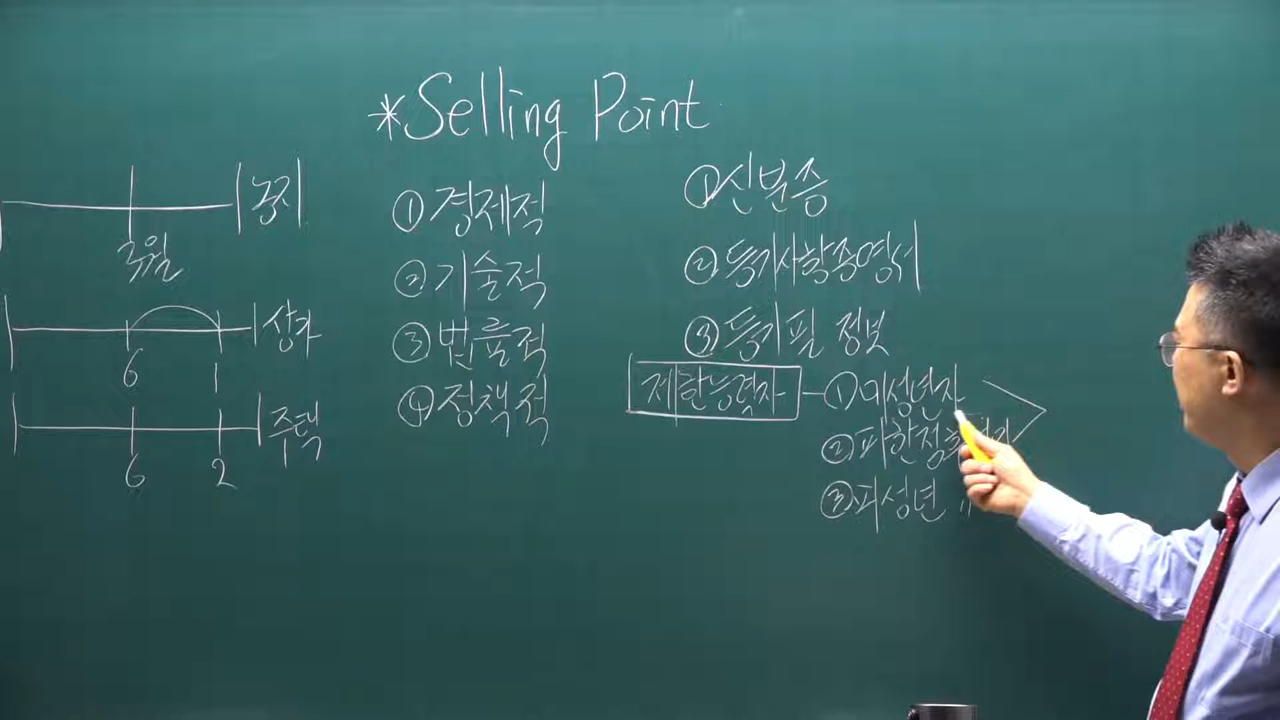 *Selling Point
농지
3월
상가
6 1
주택
6 2
①경제적
②기술적
③법률적
④정책적
①신분증
②등기사항증명서
③등기필 정보
제한능력자 ①미성년자
②피한정후견
③피성년 〃